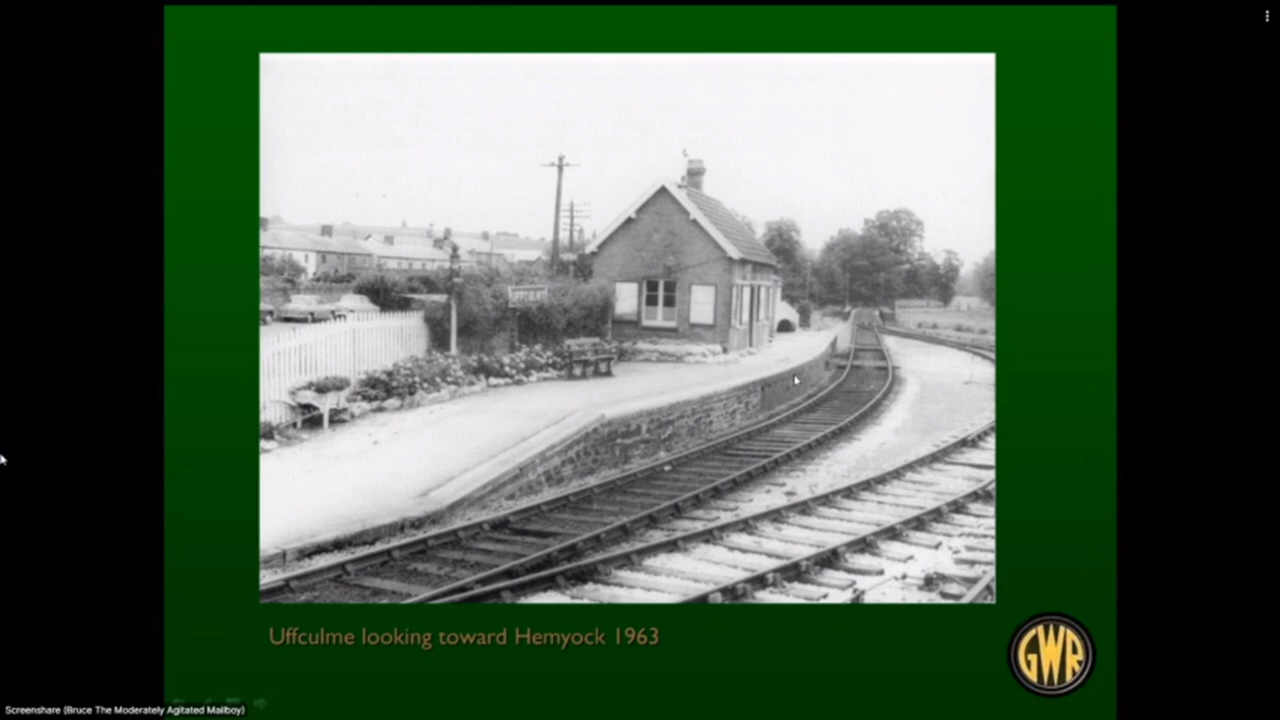 Uffculme looking toward Hemyock 1963
GWR
Screenshare (Bruce The Moderately Agitated Mailboy)